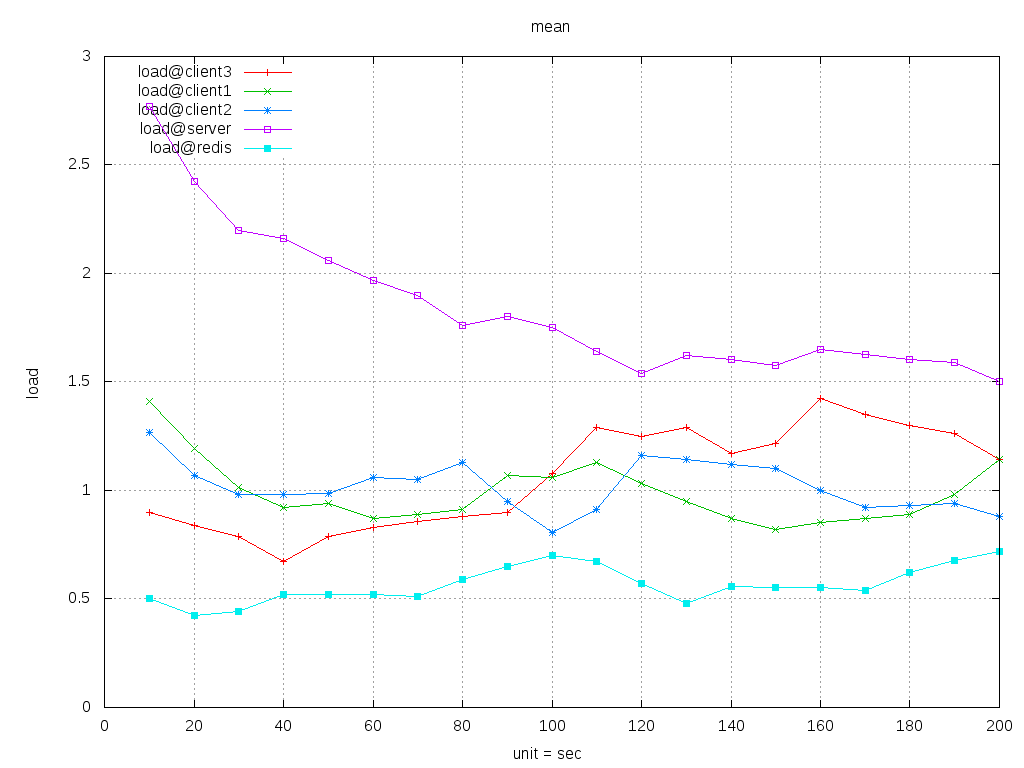 mean
3
load@client3
load@client1
load@client2
load@server
load@redis
2.5
2
1.5
load
1
0.5
0
0 20 40 60 80 100 120 140 160 180 200
unit = sec